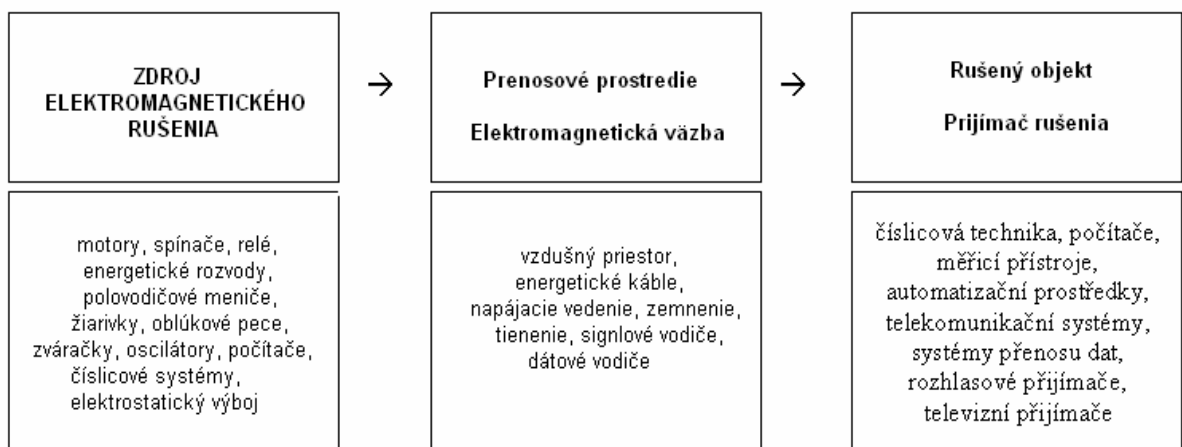 ZDROJ
ELEKTROMAGNETICKÉHO
RUŠENIA
→
Prenosové prostredie
Elektromagnetická väzba
→
Rušený objekt
Prijímač rušenia
motory, spínače, relé,
energetické rozvody,
polovodičové meniče,
žiarivky, oblúkové pece,
zváračky, oscilátory, počítače,
číslicové systémy,
elektrostatický výboj
vzdušný priestor,
energetické káble,
napájacie vedenie, zemnenie,
tienenie, signlové vodiče,
dátové vodiče
číslicová technika, počítače,
měřicí přístroje,
automatizační prostředky,
telekomunikační systémy,
systémy přenosu dat,
rozhlasové přijímače,
televizní přijímače